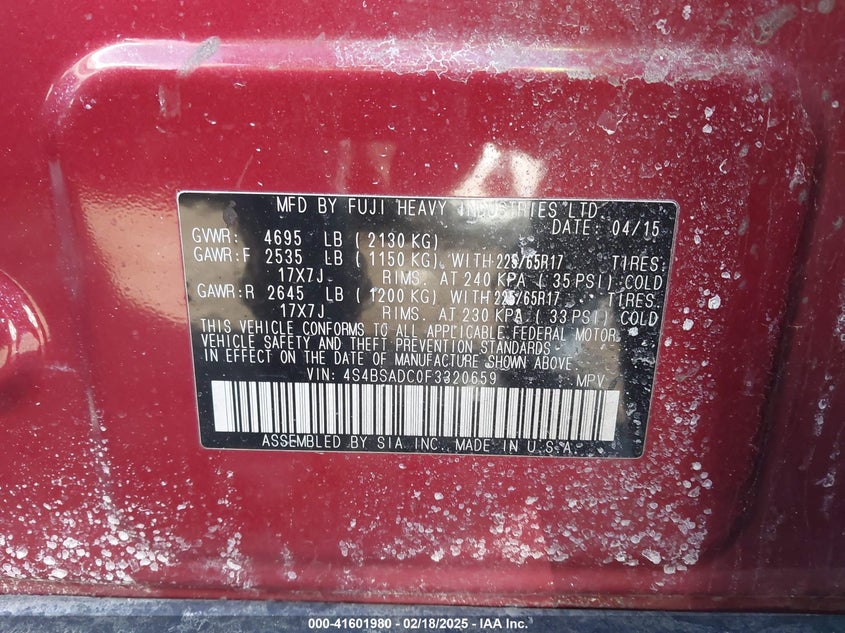 MFD BY FUJI HEAVY INDUSTRIES LTD
DATE: 04/15
GVWR: 4695 LB ( 2130 KG)
GAWR:F 2535 LB ( 1150 KG) WITH 225/65R17 TIRES
17X7J RIMS. AT 240 KPA ( 35 PSI) COLD
GAWR:R 2645 LB ( 1200 KG) WITH 225/65R17 TIRES.
17X7J RIMS. AT 230 KPA ( 33 PSI) COLD
THIS VEHICLE CONFORMS TO ALL APPLICABLE FEDERAL MOTOR
VEHICLE SAFETY AND THEFT PREVENTION STANDARDS
IN EFFECT ON THE DATE OF MANUFACTURE SHOWN ABOVE.
VIN: 4S4BSADC0F3320659 MPV
ASSEMBLED BY SIA INC. MADE IN U.S.A.
000-41601980 - 02/18/2025 - IAA Inc.